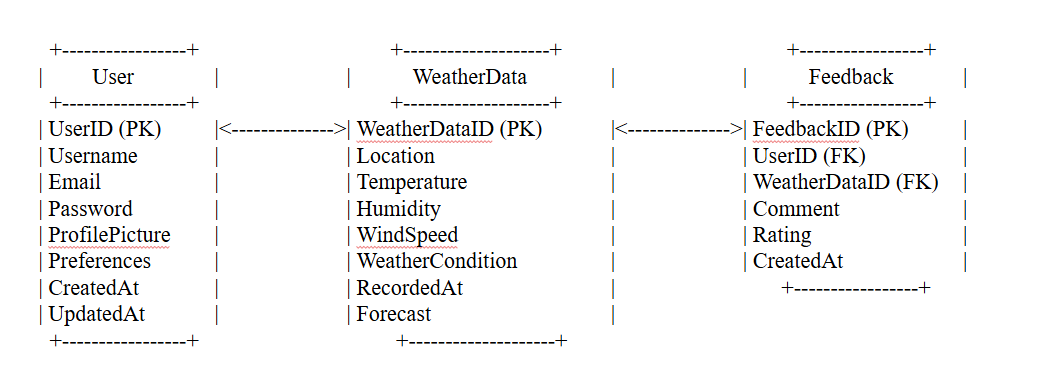 +-----------------+ +--------------------+ +-----------------+
| User | | WeatherData | | Feedback |
+-----------------+ +--------------------+ +-----------------+
| UserID (PK) |<-------------->| WeatherDataID (PK) |<-------------->| FeedbackID (PK) |
| Username | | Location | | UserID (FK) |
| Email | | Temperature | | WeatherDataID (FK) |
| Password | | Humidity | | Comment |
| ProfilePicture | | WindSpeed | | Rating |
| Preferences | | WeatherCondition | | CreatedAt |
| CreatedAt | | RecordedAt | +-----------------+
| UpdatedAt | | Forecast |
+-----------------+ +--------------------+